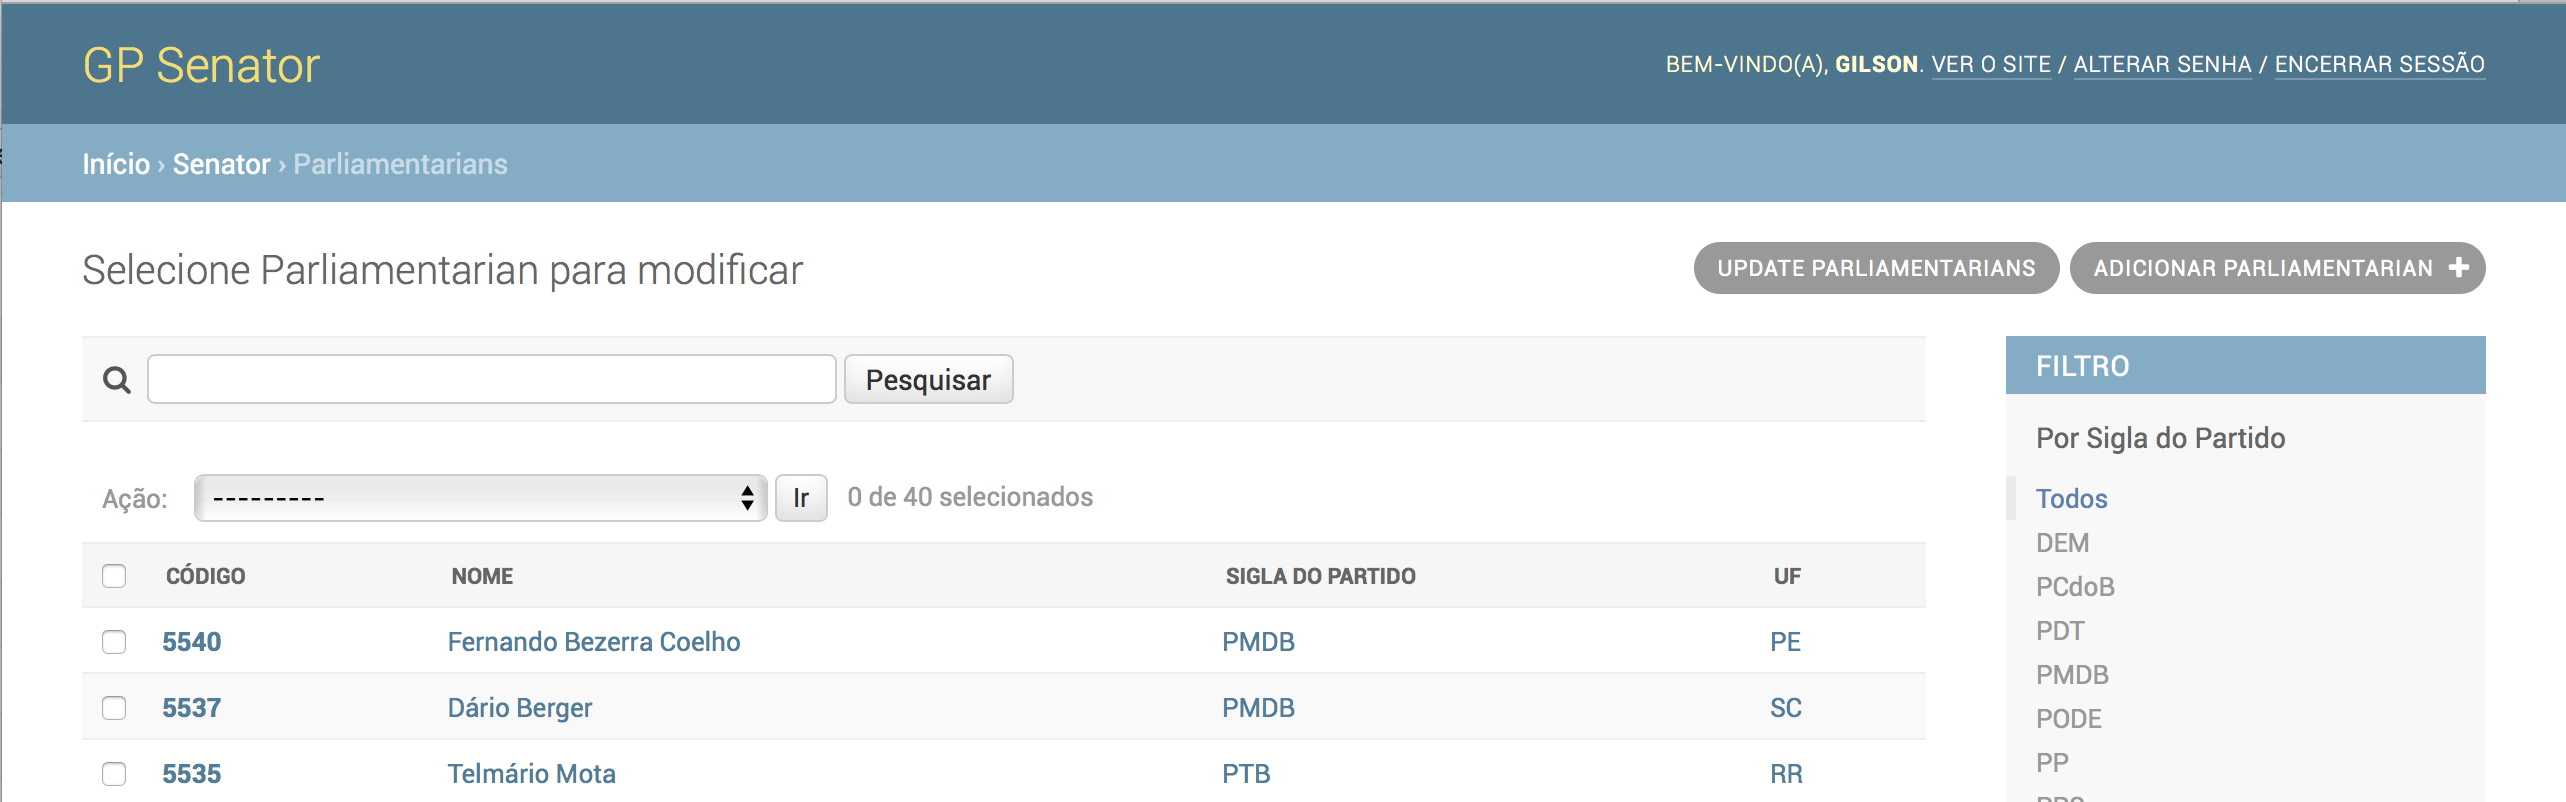 GP Senator
BEM-VINDO(A), GILSON. VER O SITE / ALTERAR SENHA / ENCERRAR SESSÃO
Início › Senator › Parliamentarians
Selecione Parliamentarian para modificar
UPDATE PARLIAMENTARIANS
ADICIONAR PARLIAMENTARIAN +
Pesquisar
Ação: --------- Ir 0 de 40 selecionados
CÓDIGO NOME SIGLA DO PARTIDO UF
5540 Fernando Bezerra Coelho PMDB PE
5537 Dário Berger PMDB SC
5535 Telmário Mota PTB RR
FILTRO
Por Sigla do Partido
Todos
DEM
PCdoB
PDT
PMDB
PODE
PP